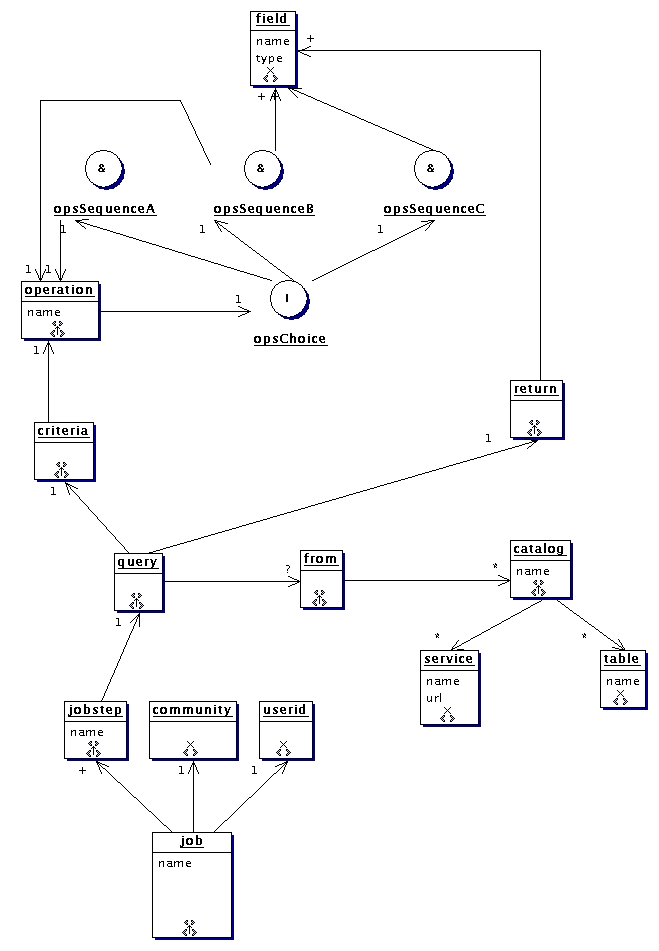 field
name
type
+
+
&
&
&
opsSequenceA
opsSequenceB
opsSequenceC
1
1
1
1
1
operation
name
1
|
opsChoice
1
criteria
return
1
1
query
?
from
*
catalog
name
1
*
*
service
name
url
table
name
jobstep
name
community
userid
+
1
1
job
name